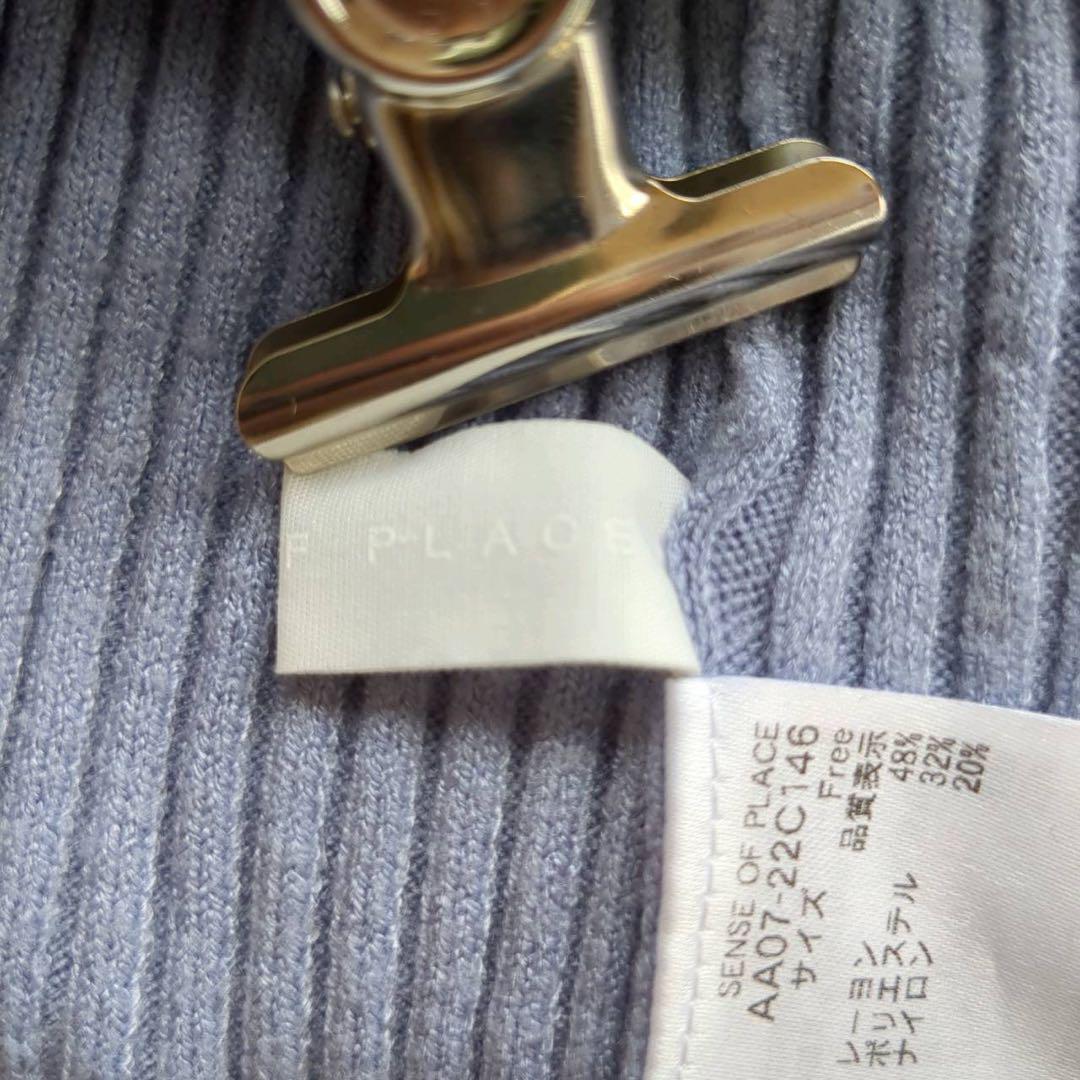 F PLACE
SENSE OF PLACE
AA07-22C146
サイズ Free
品質表示
レーヨン 48%
ポリエステル 32%
ナイロン 20%